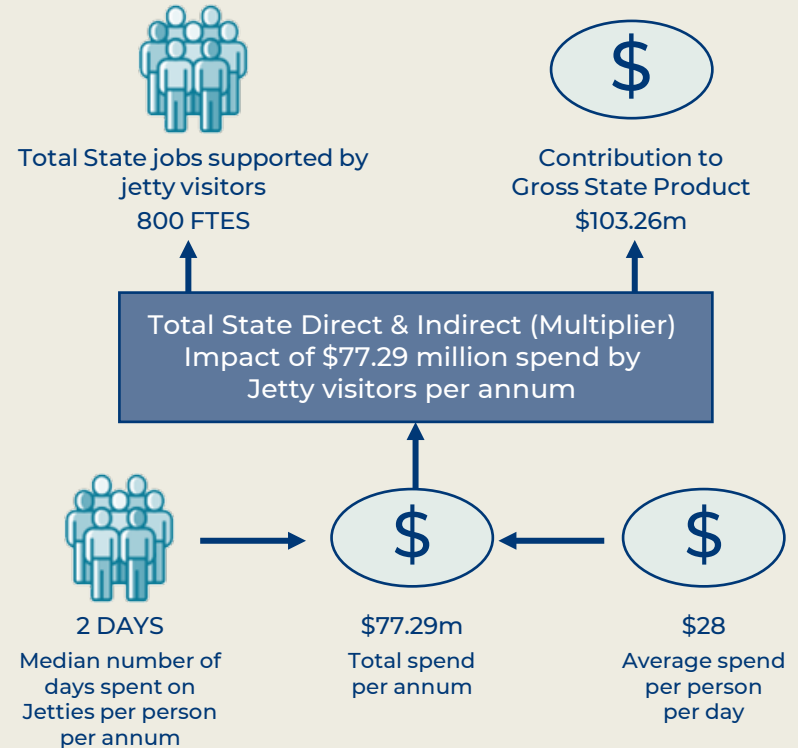 $
Total State jobs supported by
jetty visitors
800 FTES
Contribution to
Gross State Product
$103.26m
Total State Direct & Indirect (Multiplier)
Impact of $77.29 million spend by
Jetty visitors per annum
$
$
2 DAYS
Median number of
days spent on
Jetties per person
per annum
$77.29m
Total spend
per annum
$28
Average spend
per person
per day